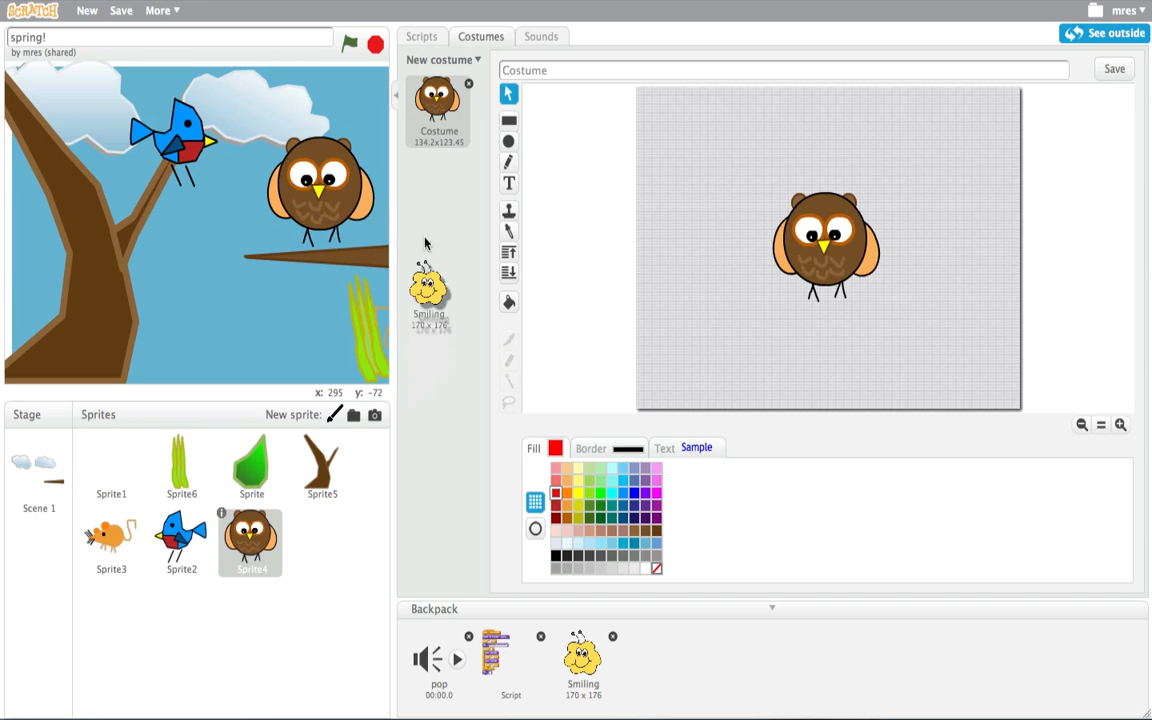 SCRATCH New Save More mres
spring!
by mres (shared)
Scripts Costumes Sounds
See outside
New costume
Costume
Save
Costume
134.2x123.45
T
Smiling
170 x 176
x: 295 y: -72
Stage Sprites New sprite:
Fill Border Text Sample
Sprite1 Sprite6 Sprite Sprite5
Scene 1
Sprite3 Sprite2 Sprite4
Backpack
pop
00:00.0
Script
Smiling
170 x 176